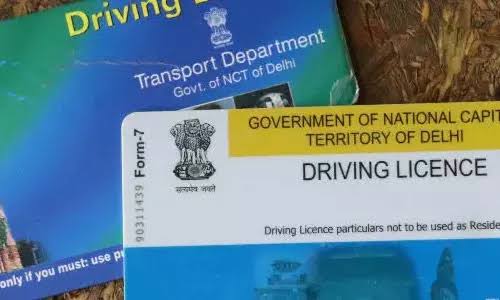 Driving
Transport Department
Govt. of NCT of Delhi
only if you must: use
90311439 Form-7
सत्यमेव जयते
GOVERNMENT OF NATIONAL CAPIT
TERRITORY OF DELHI
DRIVING LICENCE
Driving Licence particulars not to be used as Reside